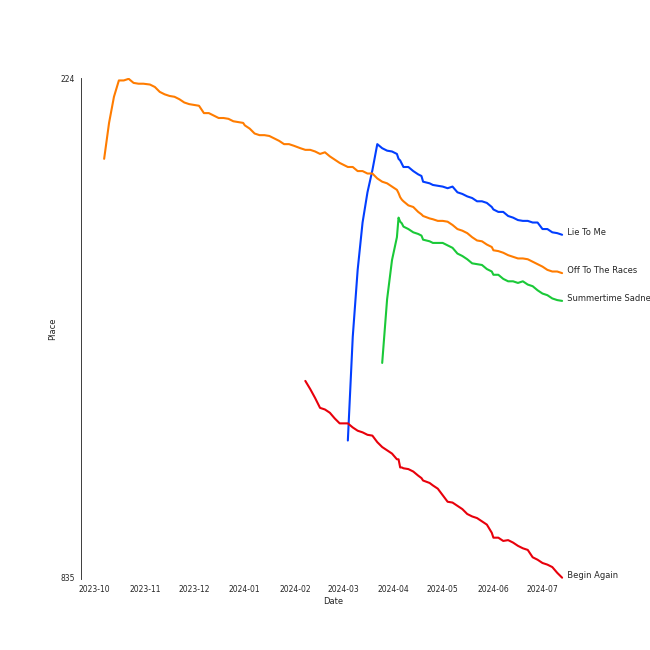 224
Lie To Me
Off To The Races
Summertime Sadne
Place
Begin Again
835
2023-10 2023-11 2023-12 2024-01 2024-02 2024-03 2024-04 2024-05 2024-06 2024-07
Date